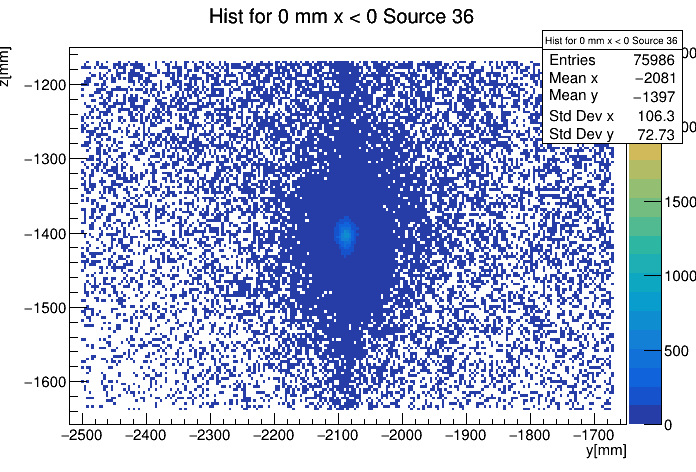 Hist for 0 mm x < 0 Source 36
Hist for 0 mm x < 0 Source 36
Entries 75986
Mean x −2081
Mean y −1397
Std Dev x 106.3
Std Dev y 72.73
z[mm]
−1200
−1300
−1400
−1500
−1600
1500
1000
500
0
−2500 −2400 −2300 −2200 −2100 −2000 −1900 −1800 −1700
y[mm]